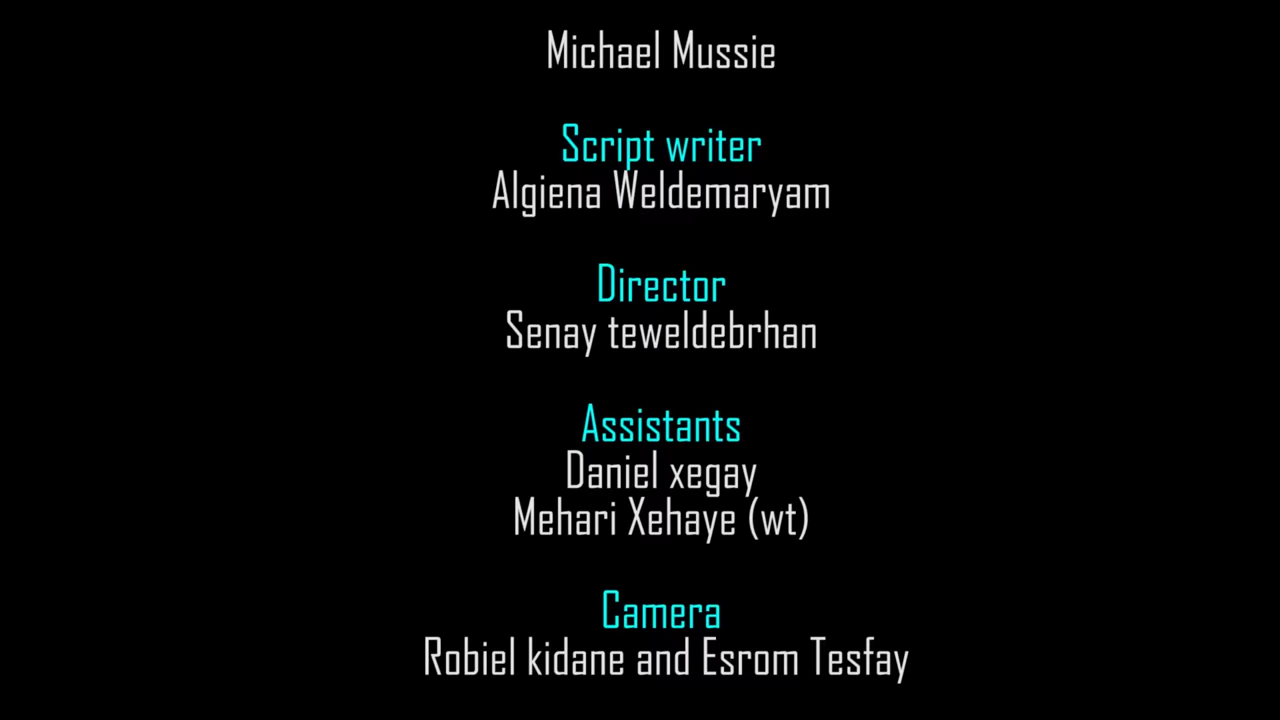 Michael Mussie
Script writer
Algiena Weldemaryam
Director
Senay teweldebrhan
Assistants
Daniel xegay
Mehari Xehaye (wt)
Camera
Robiel kidane and Esrom Tesfay